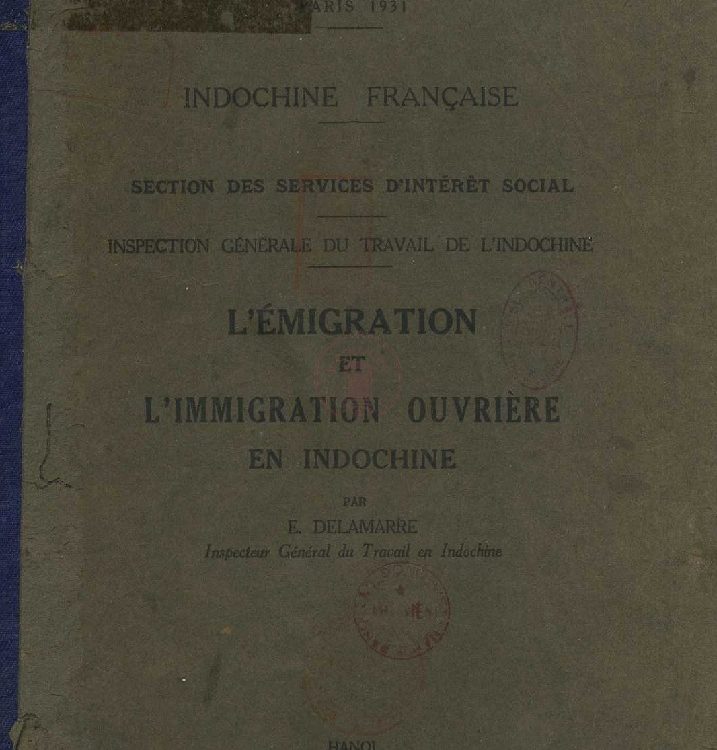 PARIS 1931
INDOCHINE FRANÇAISE
SECTION DES SERVICES D'INTÉRÊT SOCIAL
INSPECTION GÉNÉRALE DU TRAVAIL DE L'INDOCHINE
L'ÉMIGRATION
ET
L'IMMIGRATION OUVRIÈRE
EN INDOCHINE
PAR
E. DELAMARRE
Inspecteur Général du Travail en Indochine
HANOI